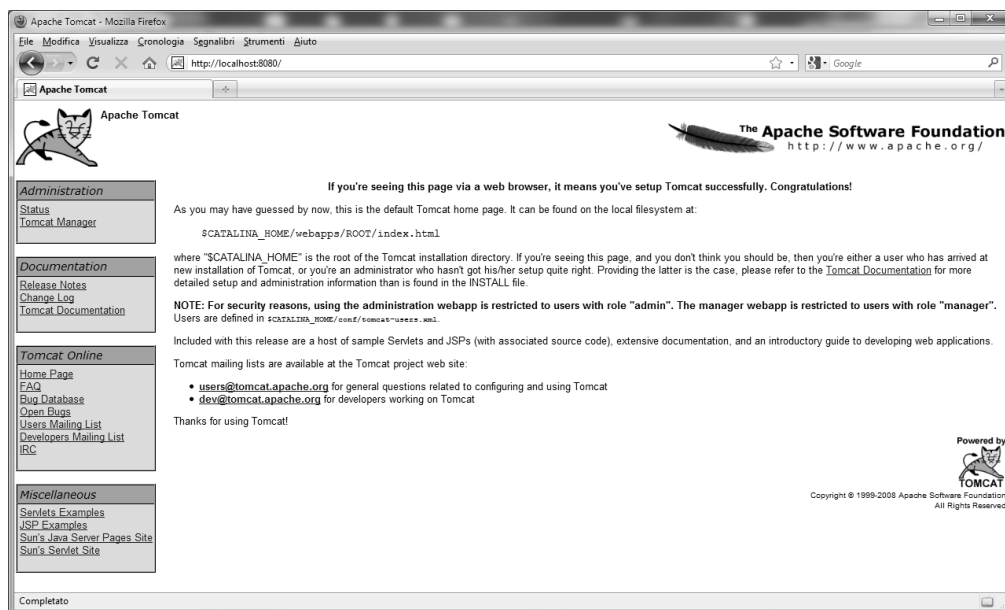 Apache Tomcat - Mozilla Firefox
File Modifica Visualizza Cronologia Segnalibri Strumenti Aiuto
http://localhost:8080/
Google
Apache Tomcat
Apache Tomcat
The Apache Software Foundation
http://www.apache.org/
Administration
Status
Tomcat Manager
Documentation
Release Notes
Change Log
Tomcat Documentation
Tomcat Online
Home Page
FAQ
Bug Database
Open Bugs
Users Mailing List
Developers Mailing List
IRC
Miscellaneous
Servlets Examples
JSP Examples
Sun's Java Server Pages Site
Sun's Servlet Site
If you're seeing this page via a web browser, it means you've setup Tomcat successfully. Congratulations!
As you may have guessed by now, this is the default Tomcat home page. It can be found on the local filesystem at:
$CATALINA_HOME/webapps/ROOT/index.html
where "$CATALINA_HOME" is the root of the Tomcat installation directory. If you're seeing this page, and you don't think you should be, then you're either a user who has arrived at
new installation of Tomcat, or you're an administrator who hasn't got his/her setup quite right. Providing the latter is the case, please refer to the Tomcat Documentation for more
detailed setup and administration information than is found in the INSTALL file.
NOTE: For security reasons, using the administration webapp is restricted to users with role "admin". The manager webapp is restricted to users with role "manager".
Users are defined in $CATALINA_HOME/conf/tomcat-users.xml.
Included with this release are a host of sample Servlets and JSPs (with associated source code), extensive documentation, and an introductory guide to developing web applications.
Tomcat mailing lists are available at the Tomcat project web site:
• users@tomcat.apache.org for general questions related to configuring and using Tomcat
• dev@tomcat.apache.org for developers working on Tomcat
Thanks for using Tomcat!
Powered by
TOMCAT
Copyright © 1999-2008 Apache Software Foundation
All Rights Reserved
Completato